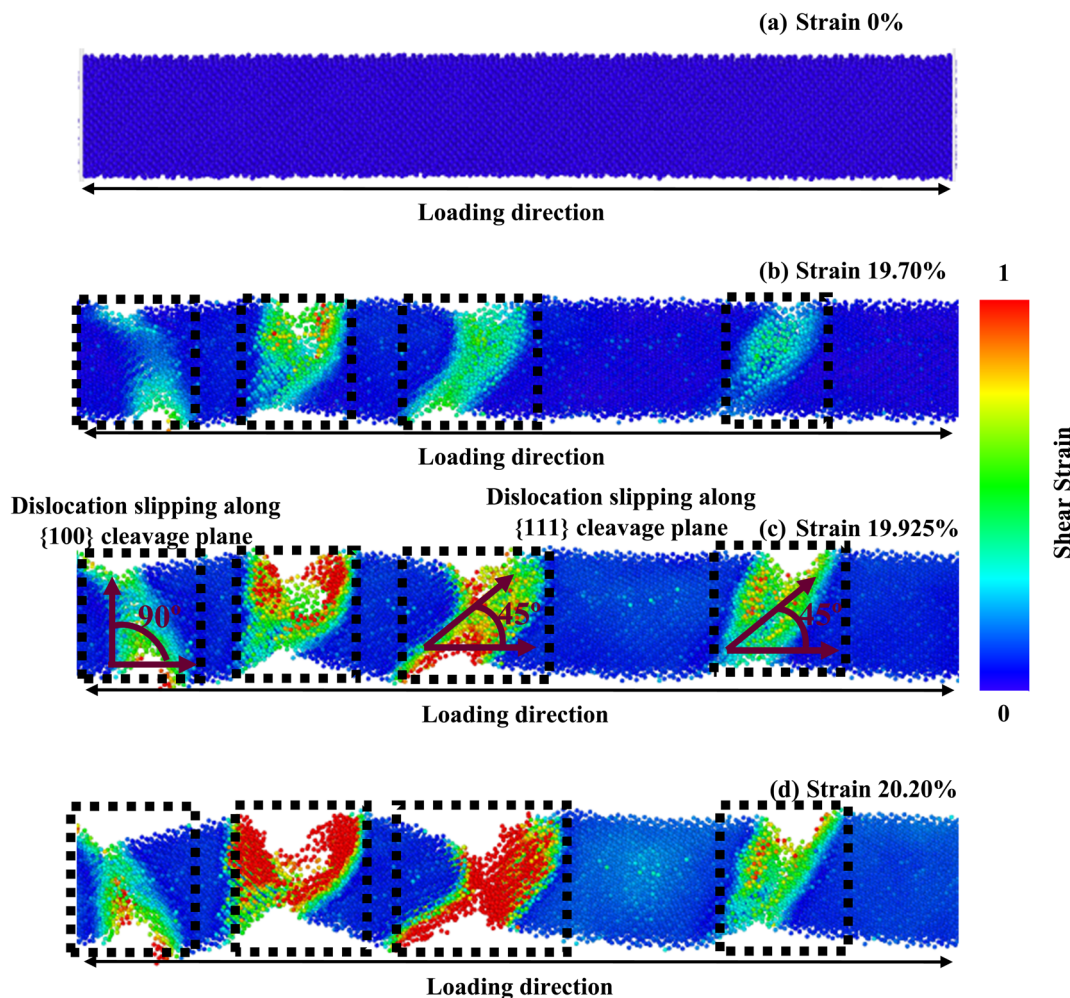 (a) Strain 0%
Loading direction
(b) Strain 19.70%
1
Loading direction
Dislocation slipping along
{100} cleavage plane
Dislocation slipping along
{111} cleavage plane
(c) Strain 19.925%
90°
45°
45°
Loading direction
0
Shear Strain
(d) Strain 20.20%
Loading direction